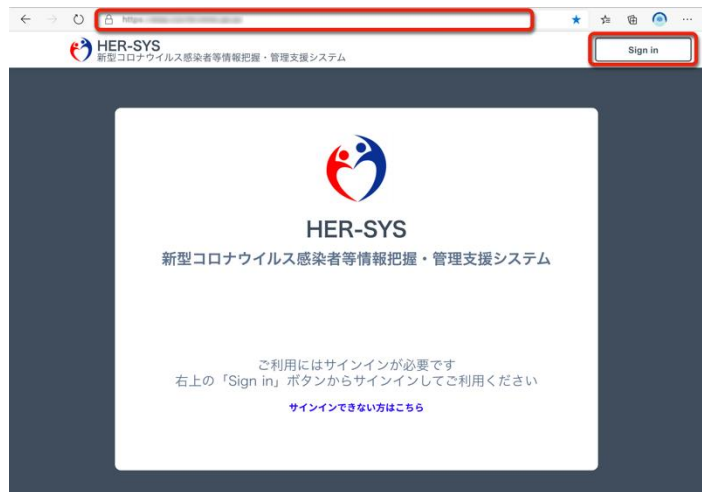 https
HER-SYS
新型コロナウイルス感染者等情報把握・管理支援システム
Sign in
HER-SYS
新型コロナウイルス感染者等情報把握・管理支援システム
ご利用にはサインインが必要です
右上の「Sign in」ボタンからサインインしてご利用ください
サインインできない方はこちら